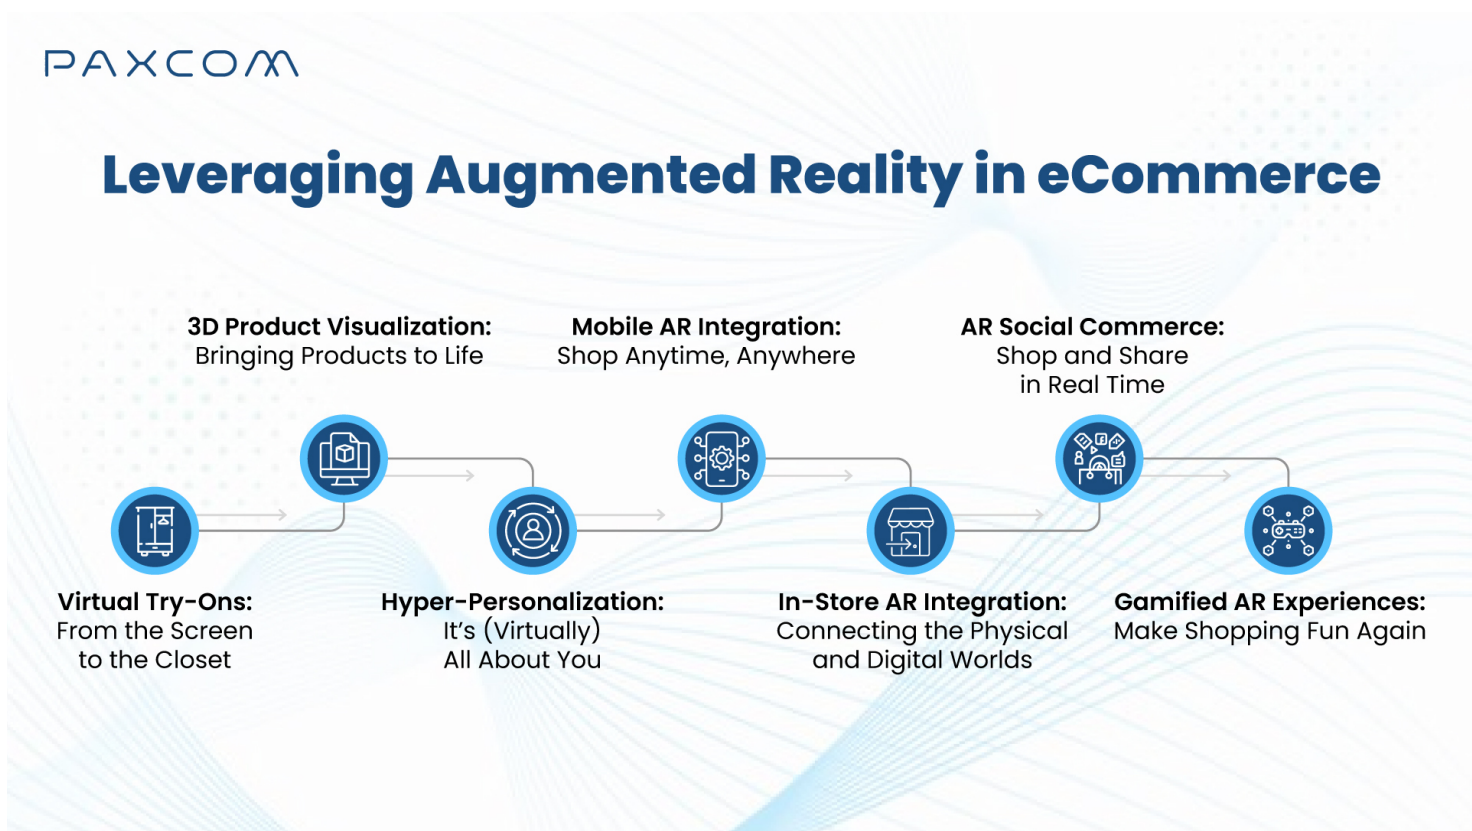 PAXCOM
Leveraging Augmented Reality in eCommerce
3D Product Visualization:
Bringing Products to Life
Mobile AR Integration:
Shop Anytime, Anywhere
AR Social Commerce:
Shop and Share
in Real Time
Virtual Try-Ons:
From the Screen
to the Closet
Hyper-Personalization:
It's (Virtually)
All About You
In-Store AR Integration:
Connecting the Physical
and Digital Worlds
Gamified AR Experiences:
Make Shopping Fun Again